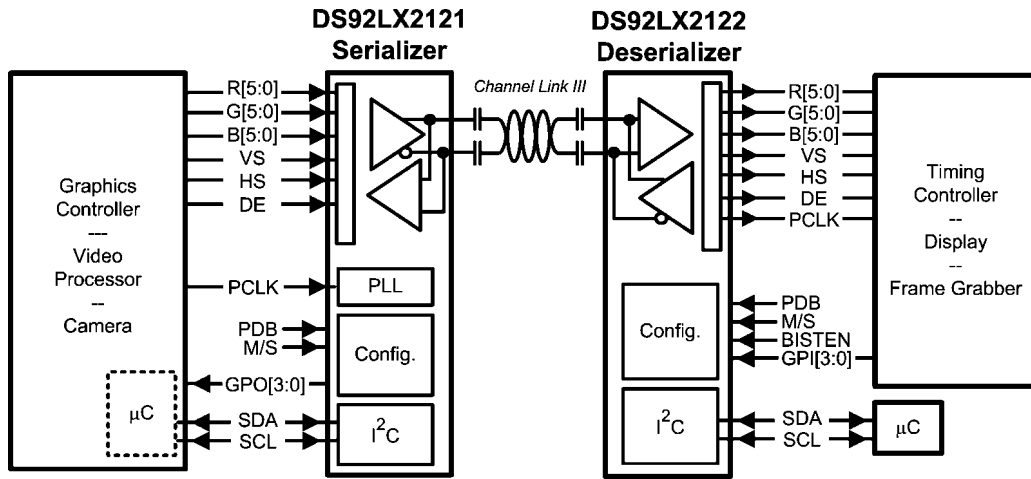 DS92LX2121
Serializer
DS92LX2122
Deserializer
Channel Link III
Graphics
Controller
---
Video
Processor
--
Camera
µC
R[5:0]
G[5:0]
B[5:0]
VS
HS
DE
PCLK
PDB
M/S
GPO[3:0]
SDA
SCL
PLL
Config.
I²C
Config.
I²C
R[5:0]
G[5:0]
B[5:0]
VS
HS
DE
PCLK
PDB
M/S
BISTEN
GPI[3:0]
SDA
SCL
Timing
Controller
--
Display
--
Frame Grabber
µC